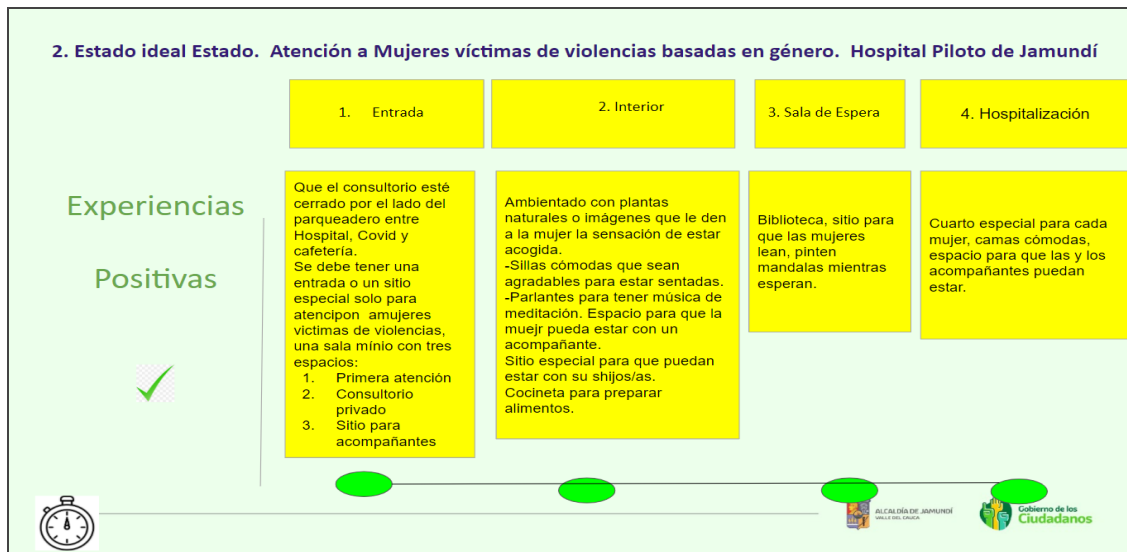 2. Estado ideal Estado.  Atención a Mujeres víctimas de violencias basadas en género.  Hospital Piloto de Jamundí
1. Entrada
2. Interior
3. Sala de Espera
4. Hospitalización
Experiencias
Positivas
Que el consultorio esté
cerrado por el lado del
parqueadero entre
Hospital, Covid y
cafetería.
Se debe tener una
entrada o un sitio
especial solo para
atencipon amujeres
victimas de violencias,
una sala mínio con tres
espacios:
1. Primera atención
2. Consultorio
privado
3. Sitio para
acompañantes
Ambientado con plantas
naturales o imágenes que le den
a la mujer la sensación de estar
acogida.
-Sillas cómodas que sean
agradables para estar sentadas.
-Parlantes para tener música de
meditación. Espacio para que la
muejr pueda estar con un
acompañante.
Sitio especial para que puedan
estar con su shijos/as.
Cocineta para preparar
alimentos.
Biblioteca, sitio para
que las mujeres
lean, pinten
mandalas mientras
esperan.
Cuarto especial para cada
mujer, camas cómodas,
espacio para que las y los
acompañantes puedan
estar.
ALCALDÍA DE JAMUNDÍ
VALLE DEL CAUCA
Gobierno de los
Ciudadanos